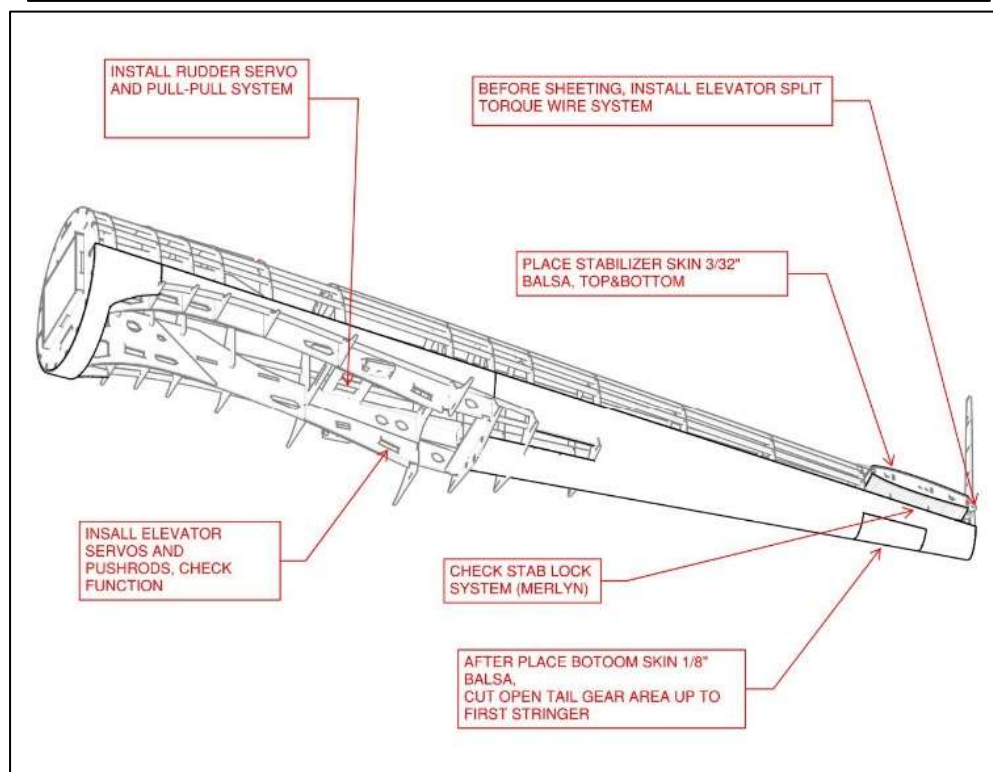 INSTALL RUDDER SERVO
AND PULL-PULL SYSTEM
BEFORE SHEETING, INSTALL ELEVATOR SPLIT
TORQUE WIRE SYSTEM
PLACE STABILIZER SKIN 3/32"
BALSA, TOP&BOTTOM
INSALL ELEVATOR
SERVOS AND
PUSHRODS, CHECK
FUNCTION
CHECK STAB LOCK
SYSTEM (MERLYN)
AFTER PLACE BOTOOM SKIN 1/8"
BALSA,
CUT OPEN TAIL GEAR AREA UP TO
FIRST STRINGER